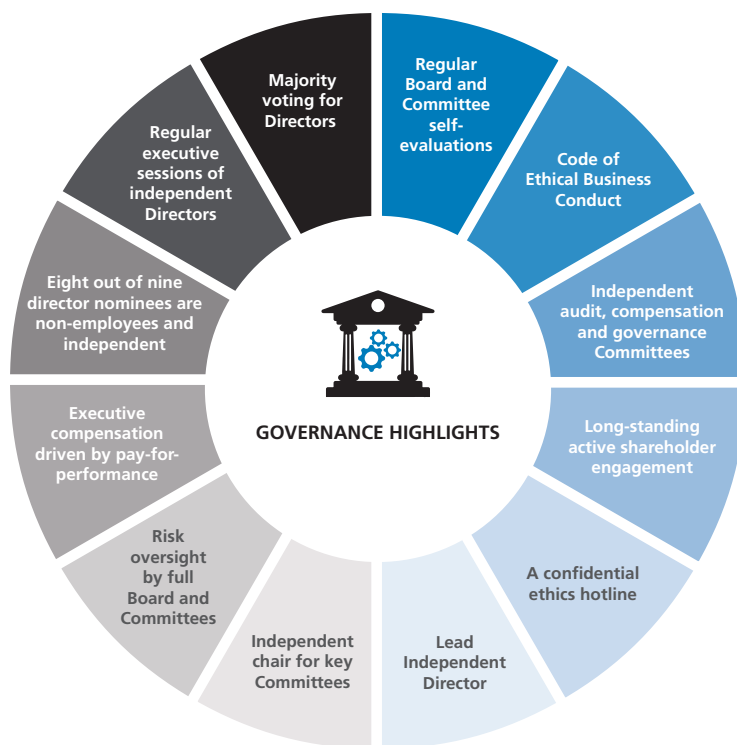 GOVERNANCE HIGHLIGHTS
Regular
Board and
Committee
self-
evaluations
Code of
Ethical Business
Conduct
Independent
audit, compensation
and governance
Committees
Long-standing
active shareholder
engagement
A confidential
ethics hotline
Lead
Independent
Director
Independent
chair for key
Committees
Risk
oversight
by full
Board and
Committees
Executive
compensation
driven by pay-for-
performance
Eight out of nine
director nominees are
non-employees and
independent
Regular
executive
sessions of
independent
Directors
Majority
voting for
Directors